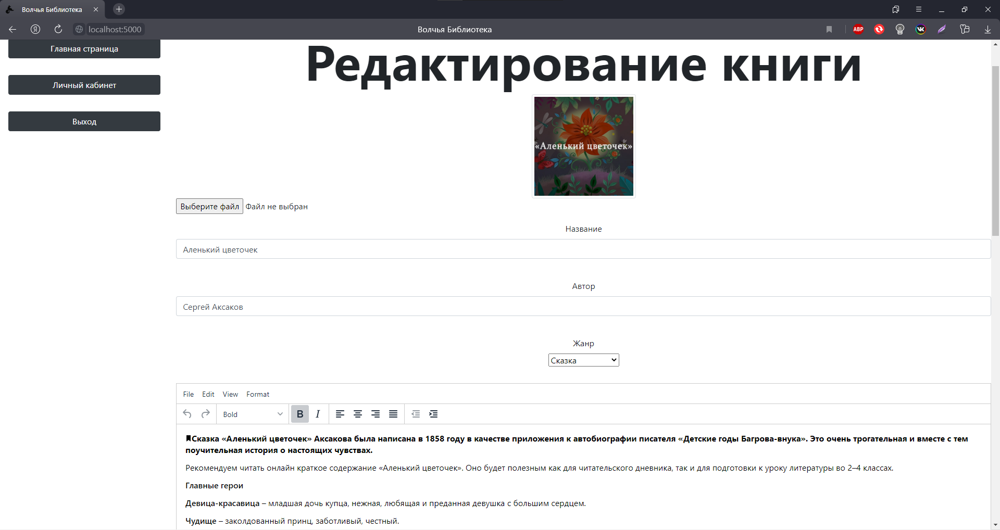 Волчья Библиотека
localhost:5000
Волчья Библиотека
ABP
Главная страница
Личный кабинет
Выход
Редактирование книги
«Аленький цветочек»
Выберите файл Файл не выбран
Название
Аленький цветочек
Автор
Сергей Аксаков
Жанр
Сказка
File Edit View Format
Bold B I
Сказка «Аленький цветочек» Аксакова была написана в 1858 году в качестве приложения к автобиографии писателя «Детские годы Багрова-внука». Это очень трогательная и вместе с тем
поучительная история о настоящих чувствах.
Рекомендуем читать онлайн краткое содержание «Аленький цветочек». Оно будет полезным как для читательского дневника, так и для подготовки к уроку литературы во 2–4 классах.
Главные герои
Девица-красавица – младшая дочь купца, нежная, любящая и преданная девушка с большим сердцем.
Чудище – заколдованный принц, заботливый, честный.